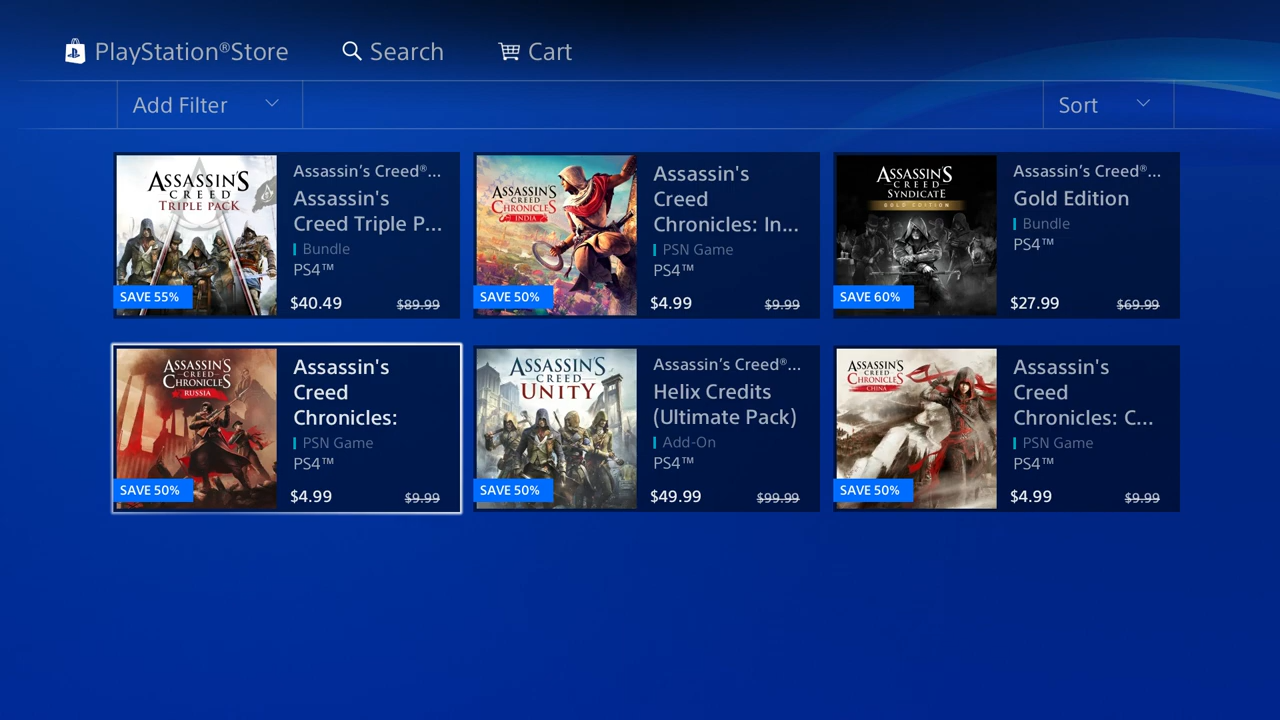 PlayStation®Store
Search
Cart
Add Filter
Sort
ASSASSIN'S
CREED
TRIPLE PACK
SAVE 55%
Assassin's Creed®...
Assassin's
Creed Triple P...
Bundle
PS4™
$40.49 $89.99
ASSASSIN'S
CREED
CHRONICLES
INDIA
SAVE 50%
Assassin's
Creed
Chronicles: In...
PSN Game
PS4™
$4.99 $9.99
ASSASSIN'S
CREED
SYNDICATE
GOLD EDITION
SAVE 60%
Assassin's Creed®...
Gold Edition
Bundle
PS4™
$27.99 $69.99
ASSASSIN'S
CREED
CHRONICLES
RUSSIA
SAVE 50%
Assassin's
Creed
Chronicles:
PSN Game
PS4™
$4.99 $9.99
ASSASSIN'S
CREED
UNITY
SAVE 50%
Assassin's Creed®...
Helix Credits
(Ultimate Pack)
Add-On
PS4™
$49.99 $99.99
ASSASSIN'S
CREED
CHRONICLES
CHINA
SAVE 50%
Assassin's
Creed
Chronicles: C...
PSN Game
PS4™
$4.99 $9.99